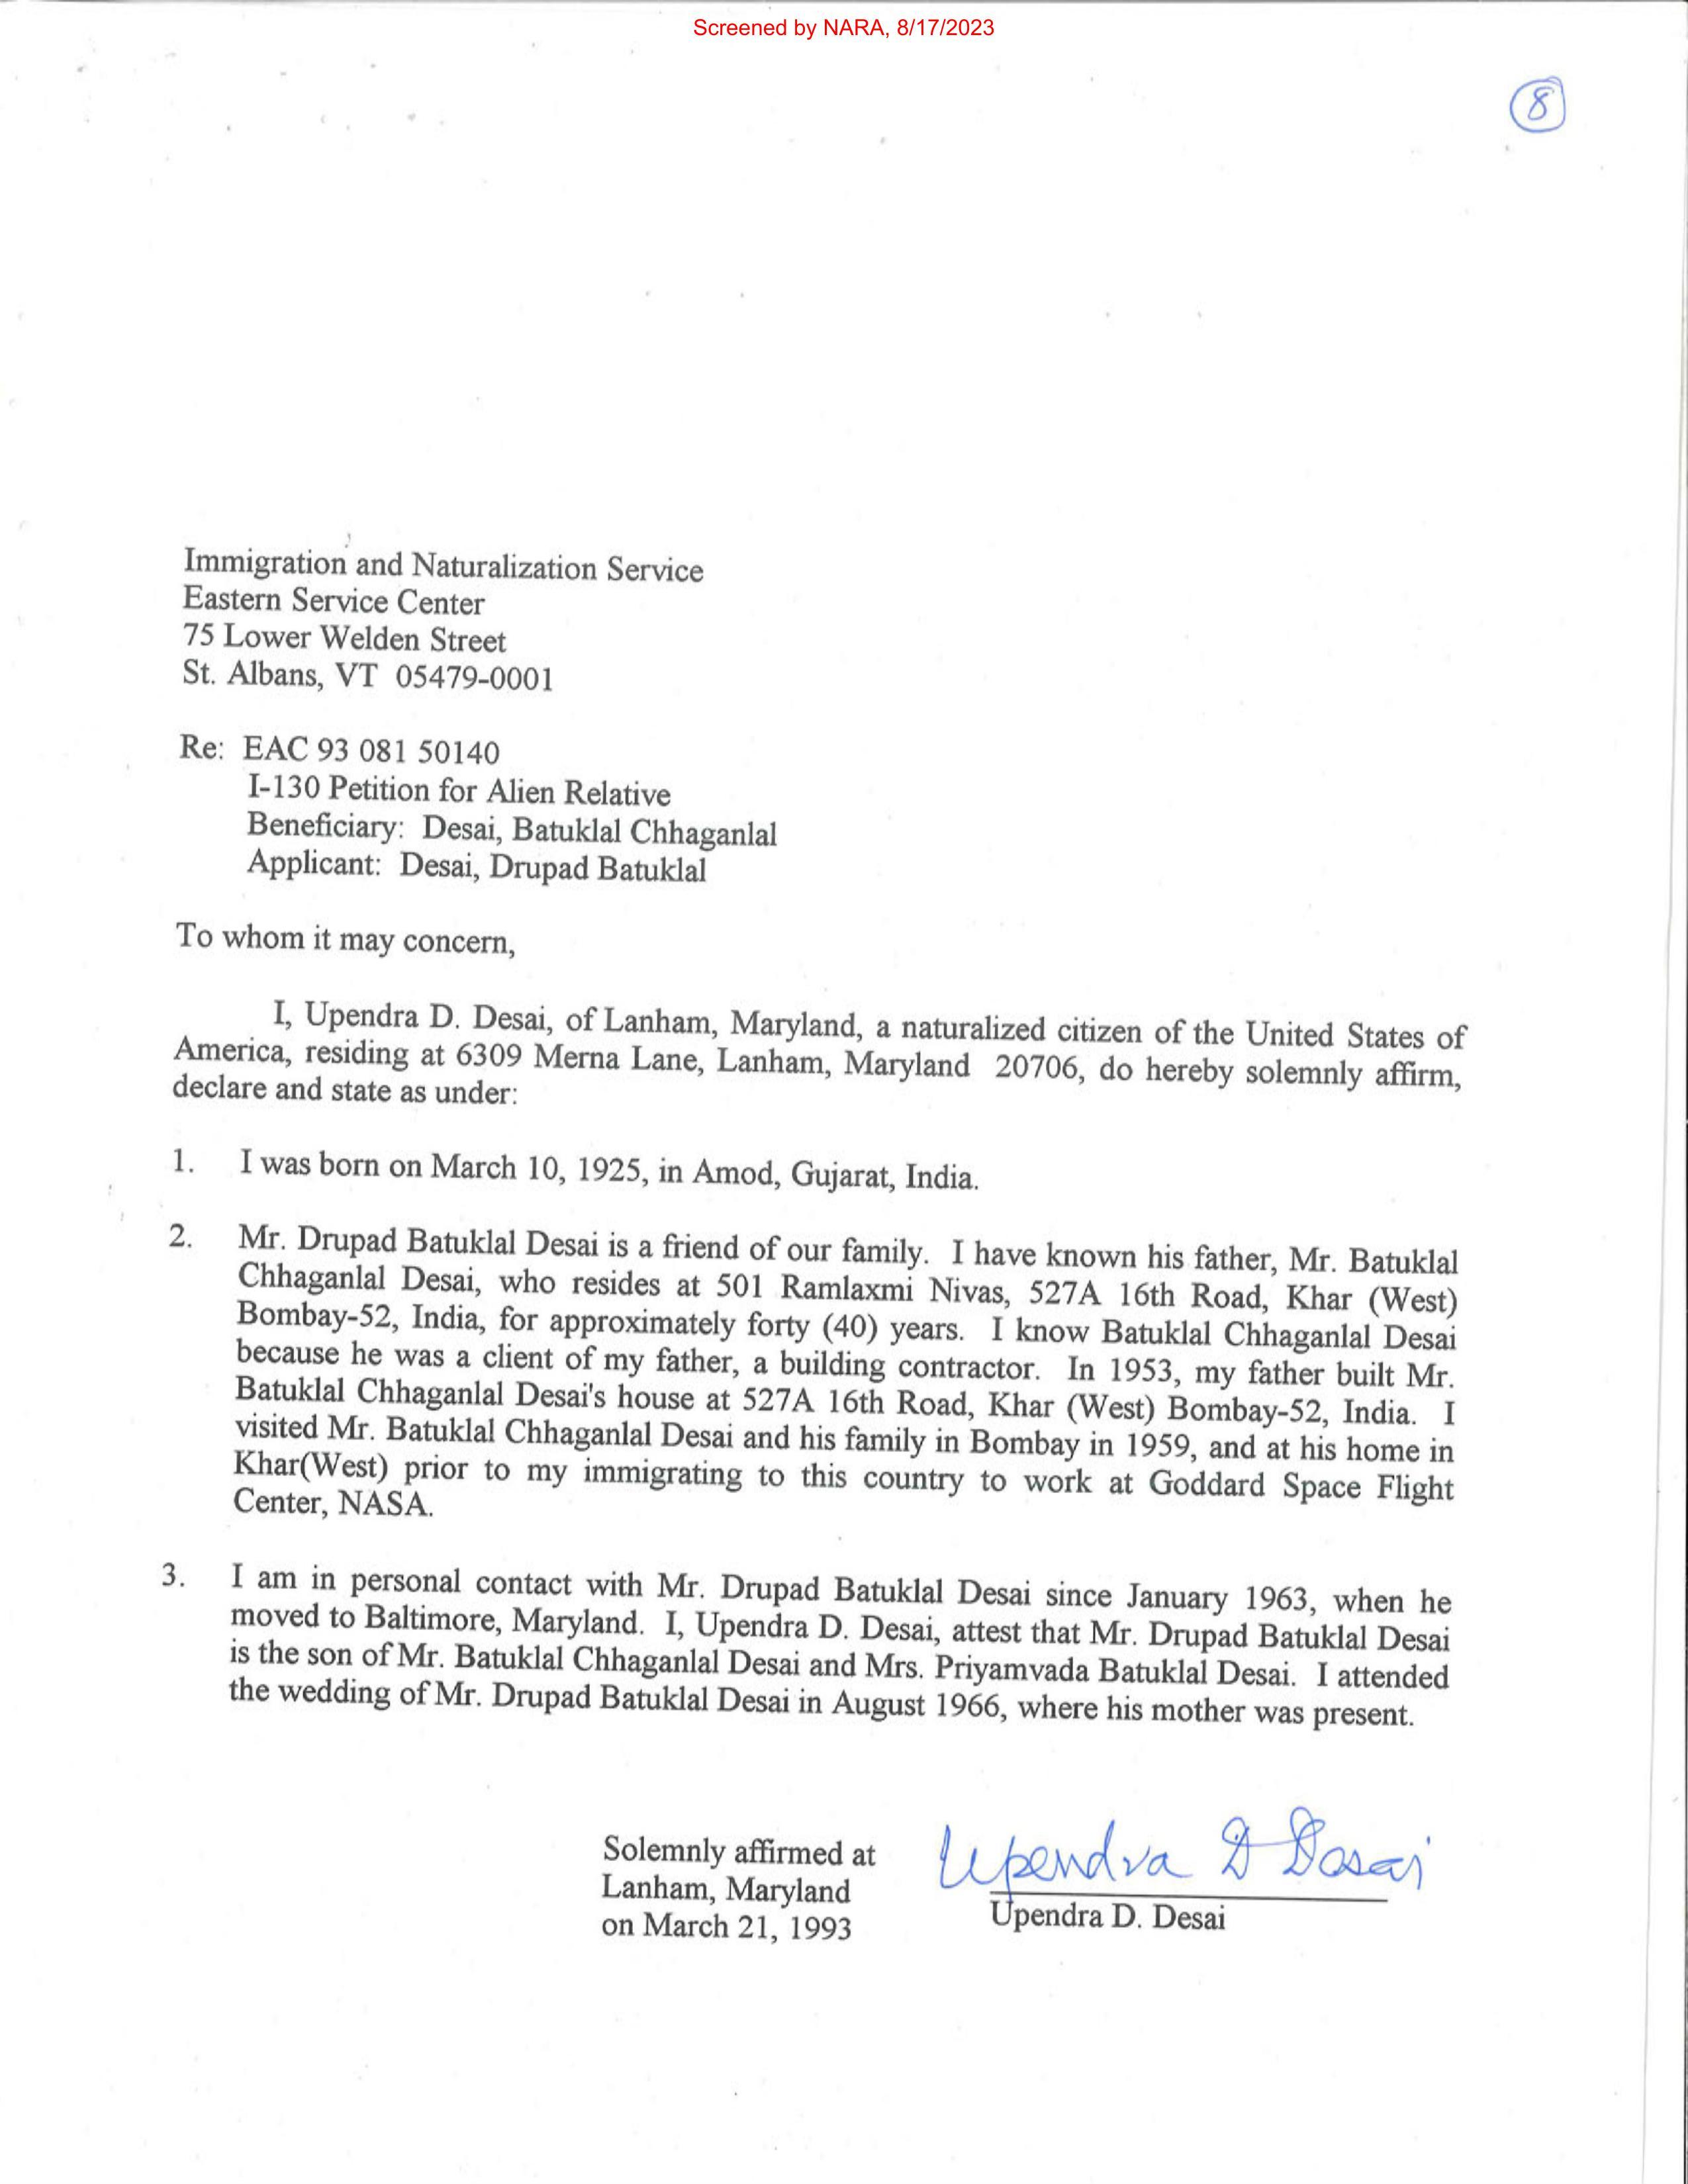 Screened by NARA, 8/17/2023
8
Immigration and Naturalization Service
Eastern Service Center
75 Lower Welden Street
St. Albans, VT 05479-0001
Re: EAC 93 081 50140
I-130 Petition for Alien Relative
Beneficiary: Desai, Batuklal Chhaganlal
Applicant: Desai, Drupad Batuklal
To whom it may concern,
I, Upendra D. Desai, of Lanham, Maryland, a naturalized citizen of the United States of
America, residing at 6309 Merna Lane, Lanham, Maryland 20706, do hereby solemnly affirm,
declare and state as under:
1. I was born on March 10, 1925, in Amod, Gujarat, India.
2. Mr. Drupad Batuklal Desai is a friend of our family. I have known his father, Mr. Batuklal
Chhaganlal Desai, who resides at 501 Ramlaxmi Nivas, 527A 16th Road, Khar (West)
Bombay-52, India, for approximately forty (40) years. I know Batuklal Chhaganlal Desai
because he was a client of my father, a building contractor. In 1953, my father built Mr.
Batuklal Chhaganlal Desai's house at 527A 16th Road, Khar (West) Bombay-52, India. I
visited Mr. Batuklal Chhaganlal Desai and his family in Bombay in 1959, and at his home in
Khar(West) prior to my immigrating to this country to work at Goddard Space Flight
Center, NASA.
3. I am in personal contact with Mr. Drupad Batuklal Desai since January 1963, when he
moved to Baltimore, Maryland. I, Upendra D. Desai, attest that Mr. Drupad Batuklal Desai
is the son of Mr. Batuklal Chhaganlal Desai and Mrs. Priyamvada Batuklal Desai. I attended
the wedding of Mr. Drupad Batuklal Desai in August 1966, where his mother was present.
Solemnly affirmed at
Lanham, Maryland
on March 21, 1993
Upendra D Desai
Upendra D. Desai